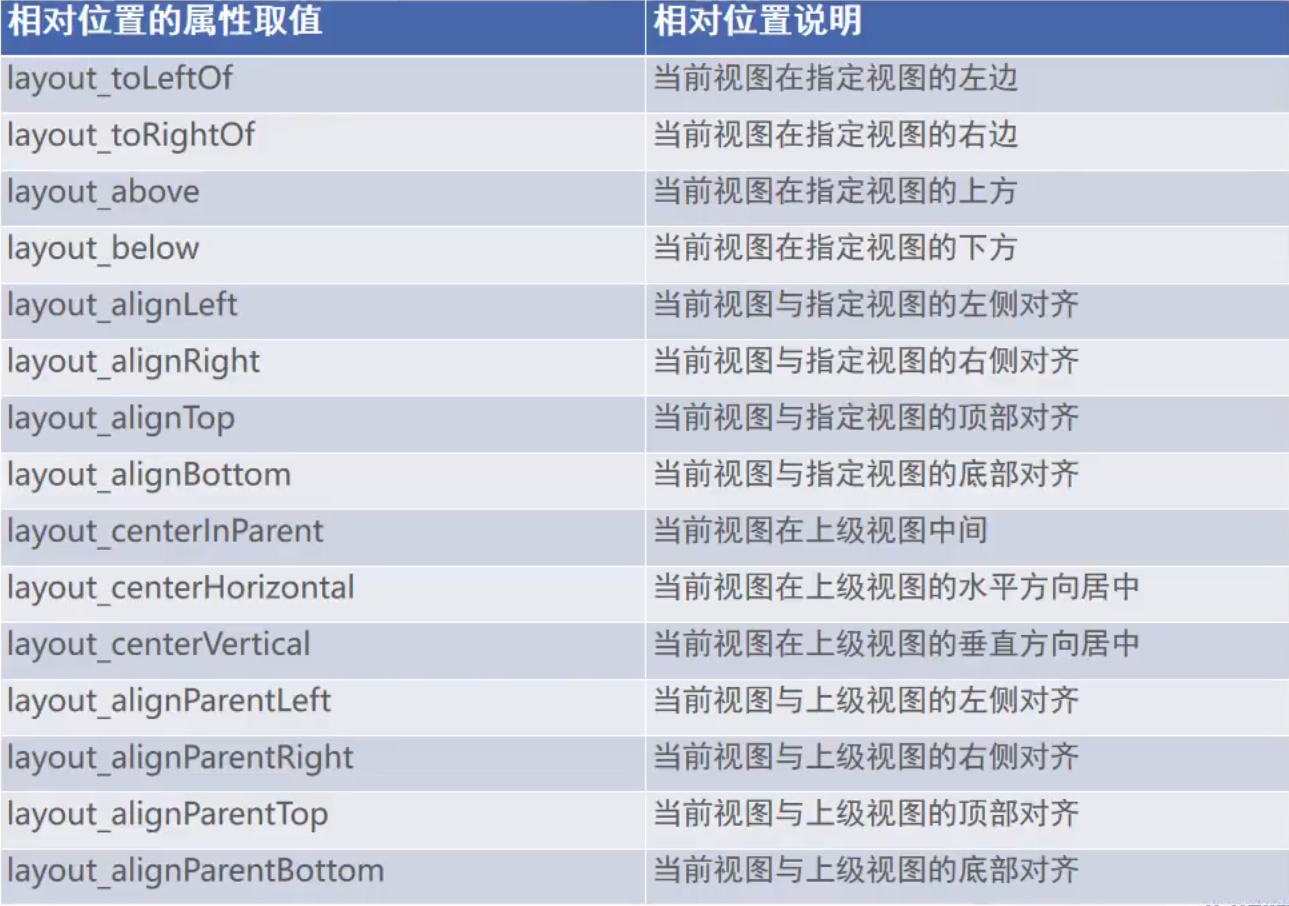 相对位置的属性取值 相对位置说明
layout_toLeftOf 当前视图在指定视图的左边
layout_toRightOf 当前视图在指定视图的右边
layout_above 当前视图在指定视图的上方
layout_below 当前视图在指定视图的下方
layout_alignLeft 当前视图与指定视图的左侧对齐
layout_alignRight 当前视图与指定视图的右侧对齐
layout_alignTop 当前视图与指定视图的顶部对齐
layout_alignBottom 当前视图与指定视图的底部对齐
layout_centerInParent 当前视图在上级视图中间
layout_centerHorizontal 当前视图在上级视图的水平方向居中
layout_centerVertical 当前视图在上级视图的垂直方向居中
layout_alignParentLeft 当前视图与上级视图的左侧对齐
layout_alignParentRight 当前视图与上级视图的右侧对齐
layout_alignParentTop 当前视图与上级视图的顶部对齐
layout_alignParentBottom 当前视图与上级视图的底部对齐